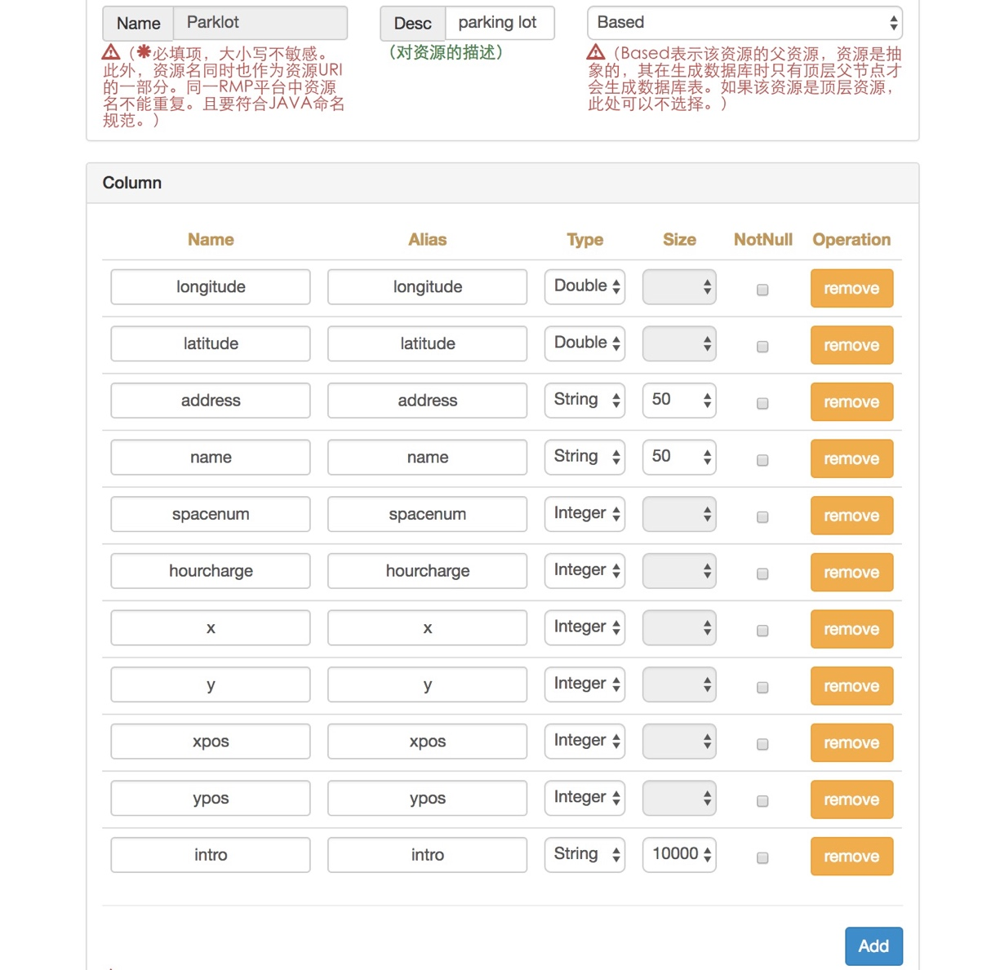 Name Parklot Desc parking lot Based
（✱必填项，大小写不敏感。
此外，资源名同时也作为资源URI
的一部分。同一RMP平台中资源
名不能重复。且要符合JAVA命名
规范。）
（对资源的描述）
（Based表示该资源的父资源，资源是抽
象的，其在生成数据库时只有顶层父节点才
会生成数据库表。如果该资源是顶层资源，
此处可以不选择。）
Column
Name Alias Type Size NotNull Operation
longitude longitude Double remove
latitude latitude Double remove
address address String 50 remove
name name String 50 remove
spacenum spacenum Integer remove
hourcharge hourcharge Integer remove
x x Integer remove
y y Integer remove
xpos xpos Integer remove
ypos ypos Integer remove
intro intro String 10000 remove
Add